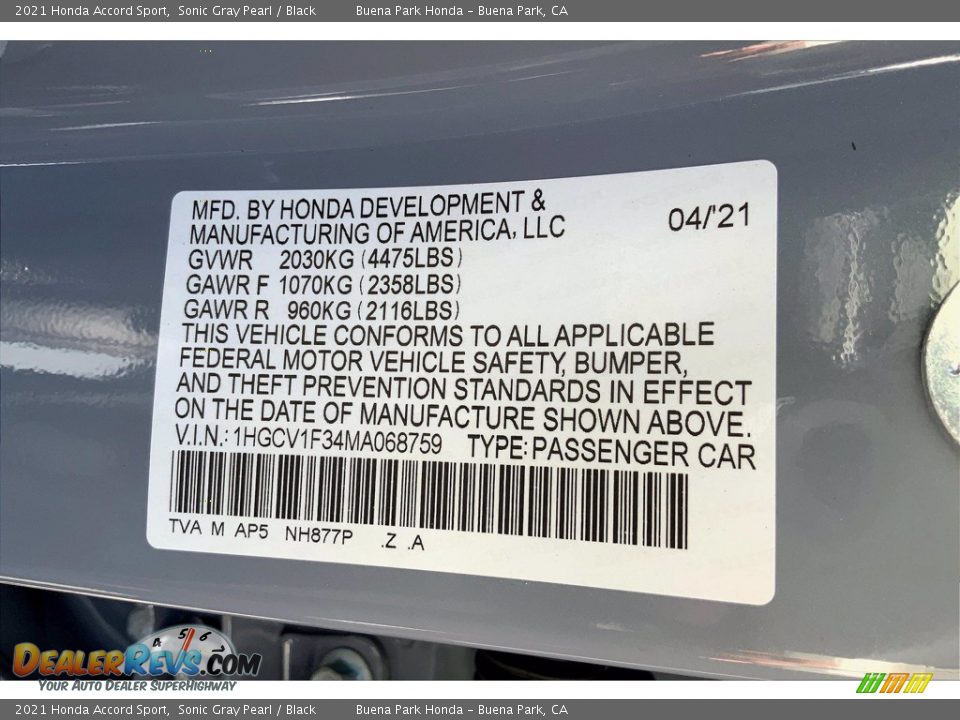 2021 Honda Accord Sport,  Sonic Gray Pearl / Black    Buena Park Honda - Buena Park, CA
MFD. BY HONDA DEVELOPMENT &
MANUFACTURING OF AMERICA, LLC    04/'21
GVWR  2030KG (4475LBS)
GAWR F 1070KG (2358LBS)
GAWR R  960KG (2116LBS)
THIS VEHICLE CONFORMS TO ALL APPLICABLE
FEDERAL MOTOR VEHICLE SAFETY, BUMPER,
AND THEFT PREVENTION STANDARDS IN EFFECT
ON THE DATE OF MANUFACTURE SHOWN ABOVE.
V.I.N.: 1HGCV1F34MA068759    TYPE: PASSENGER CAR
TVA  M  AP5  NH877P    .Z  .A
4 5 6
DEALERREVS.COM
YOUR AUTO DEALER SUPERHIGHWAY
2021 Honda Accord Sport,  Sonic Gray Pearl / Black    Buena Park Honda - Buena Park, CA